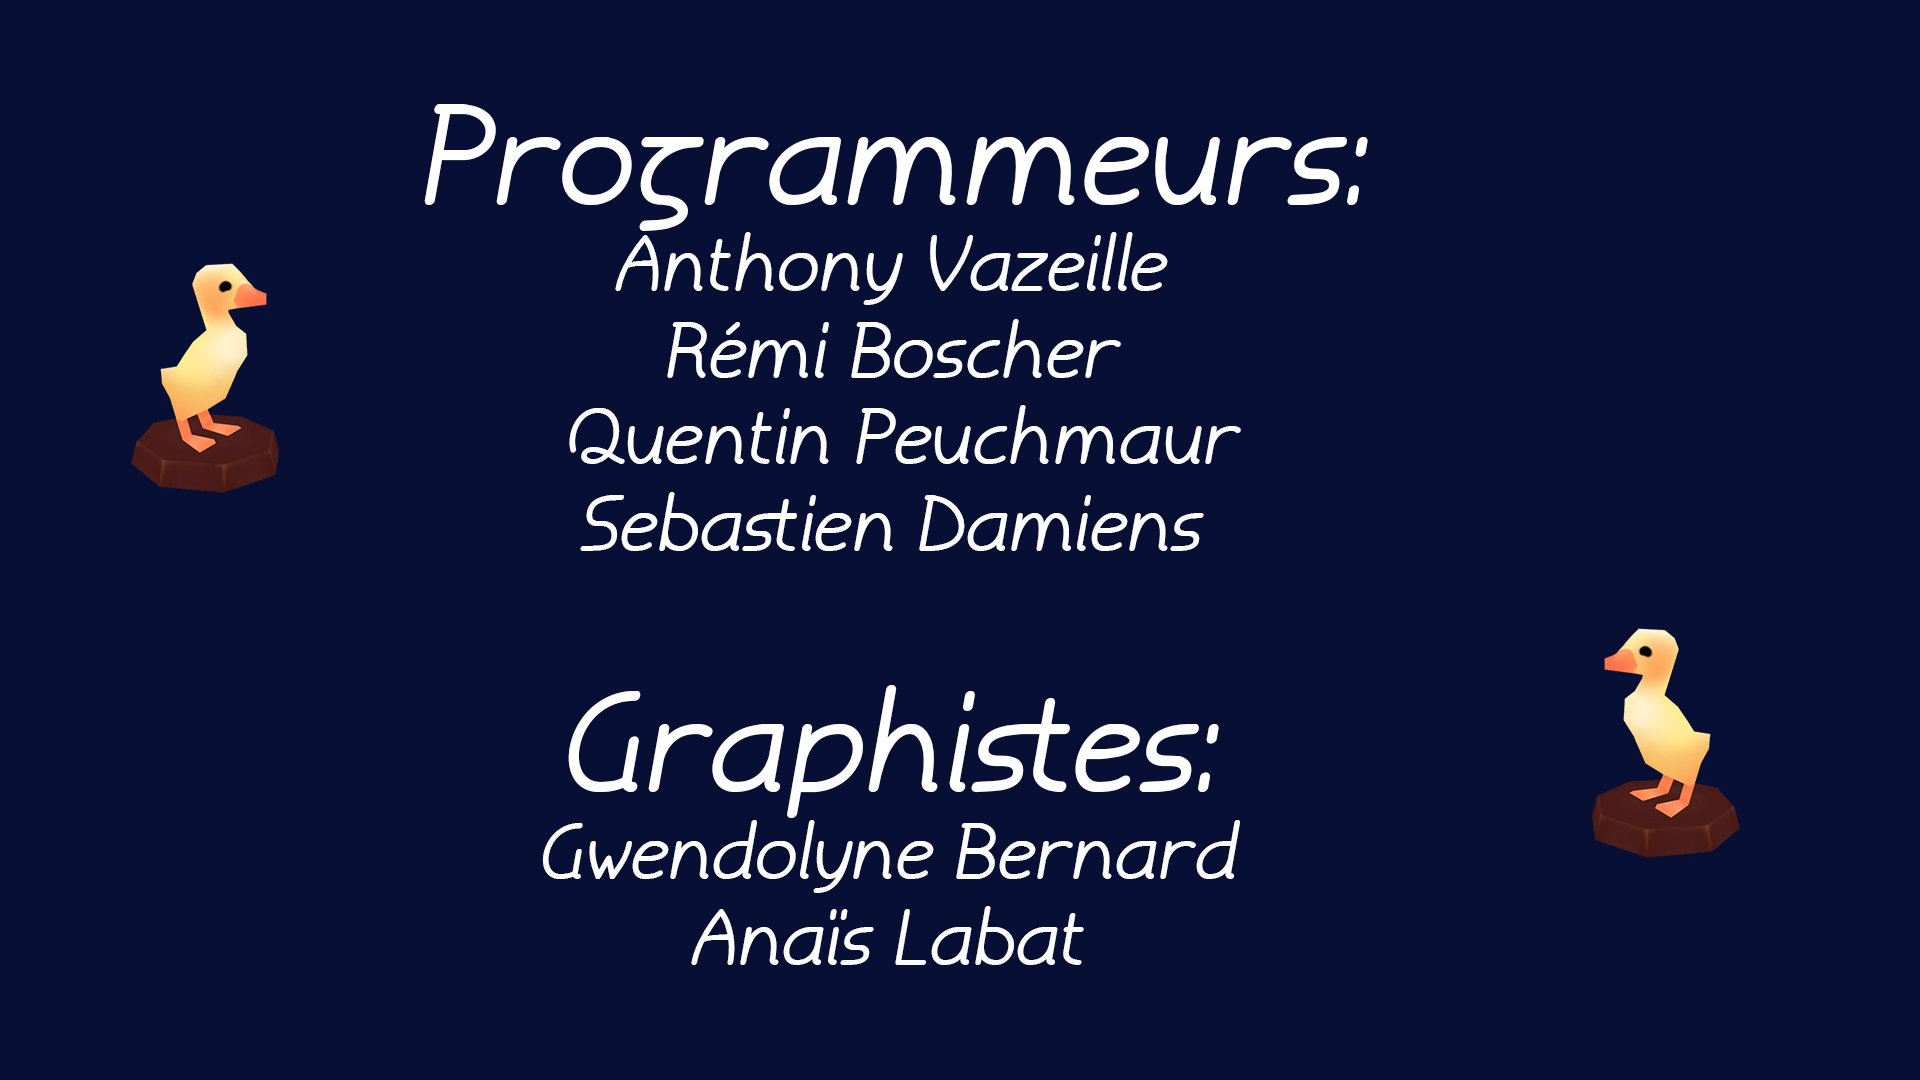 Programmeurs:
Anthony Vazeille
Rémi Boscher
Quentin Peuchmaur
Sebastien Damiens
Graphistes:
Gwendolyne Bernard
Anaïs Labat